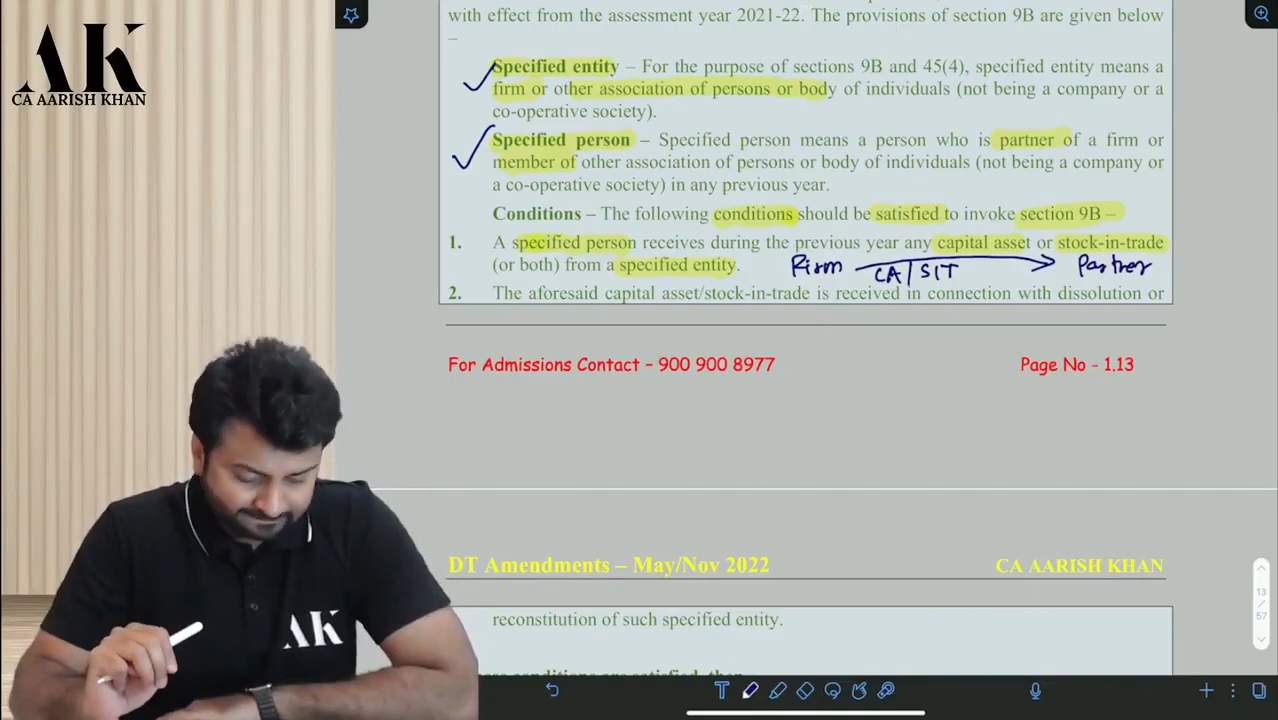 AK
CA AARISH KHAN
with effect from the assessment year 2021-22. The provisions of section 9B are given below
–
Specified entity – For the purpose of sections 9B and 45(4), specified entity means a
firm or other association of persons or body of individuals (not being a company or a
co-operative society).
Specified person – Specified person means a person who is partner of a firm or
member of other association of persons or body of individuals (not being a company or
a co-operative society) in any previous year.
Conditions – The following conditions should be satisfied to invoke section 9B –
1. A specified person receives during the previous year any capital asset or stock-in-trade
(or both) from a specified entity.
Firm CA | SIT Partner
2. The aforesaid capital asset/stock-in-trade is received in connection with dissolution or
For Admissions Contact – 900 900 8977 Page No - 1.13
DT Amendments – May/Nov 2022 CA AARISH KHAN
reconstitution of such specified entity.
conditions are satisfied, then
AK
13
/
57
T